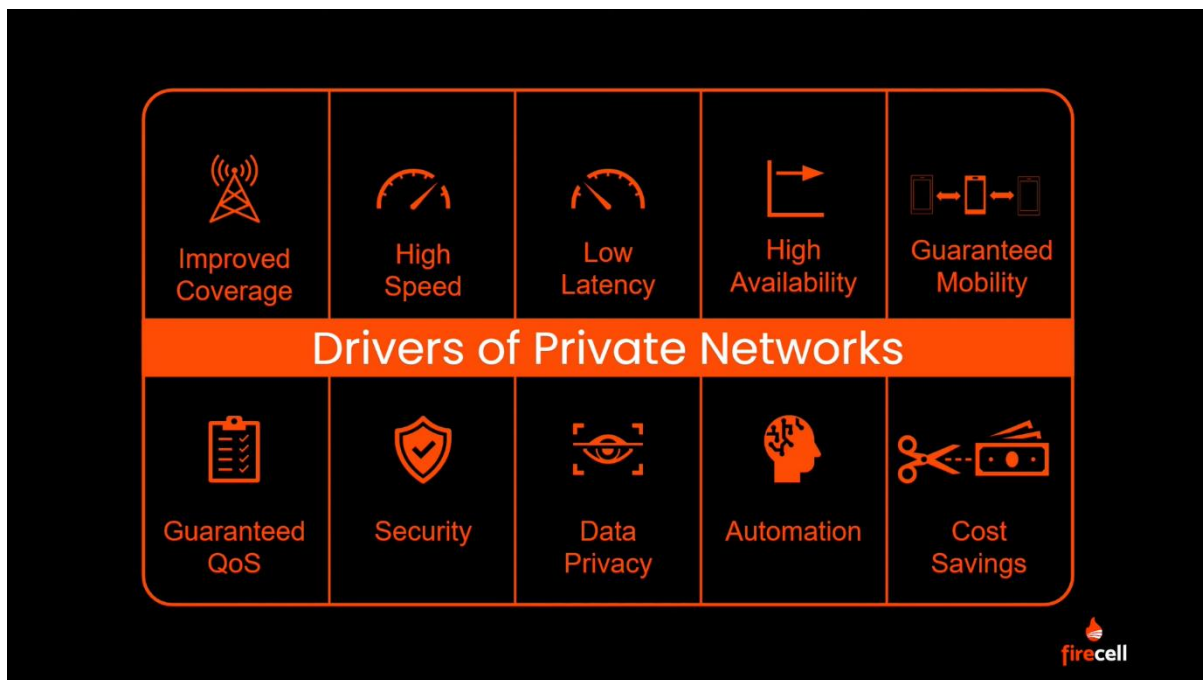 Improved
Coverage
High
Speed
Low
Latency
High
Availability
Guaranteed
Mobility
Drivers of Private Networks
Guaranteed
QoS
Security
Data
Privacy
Automation
Cost
Savings
firecell